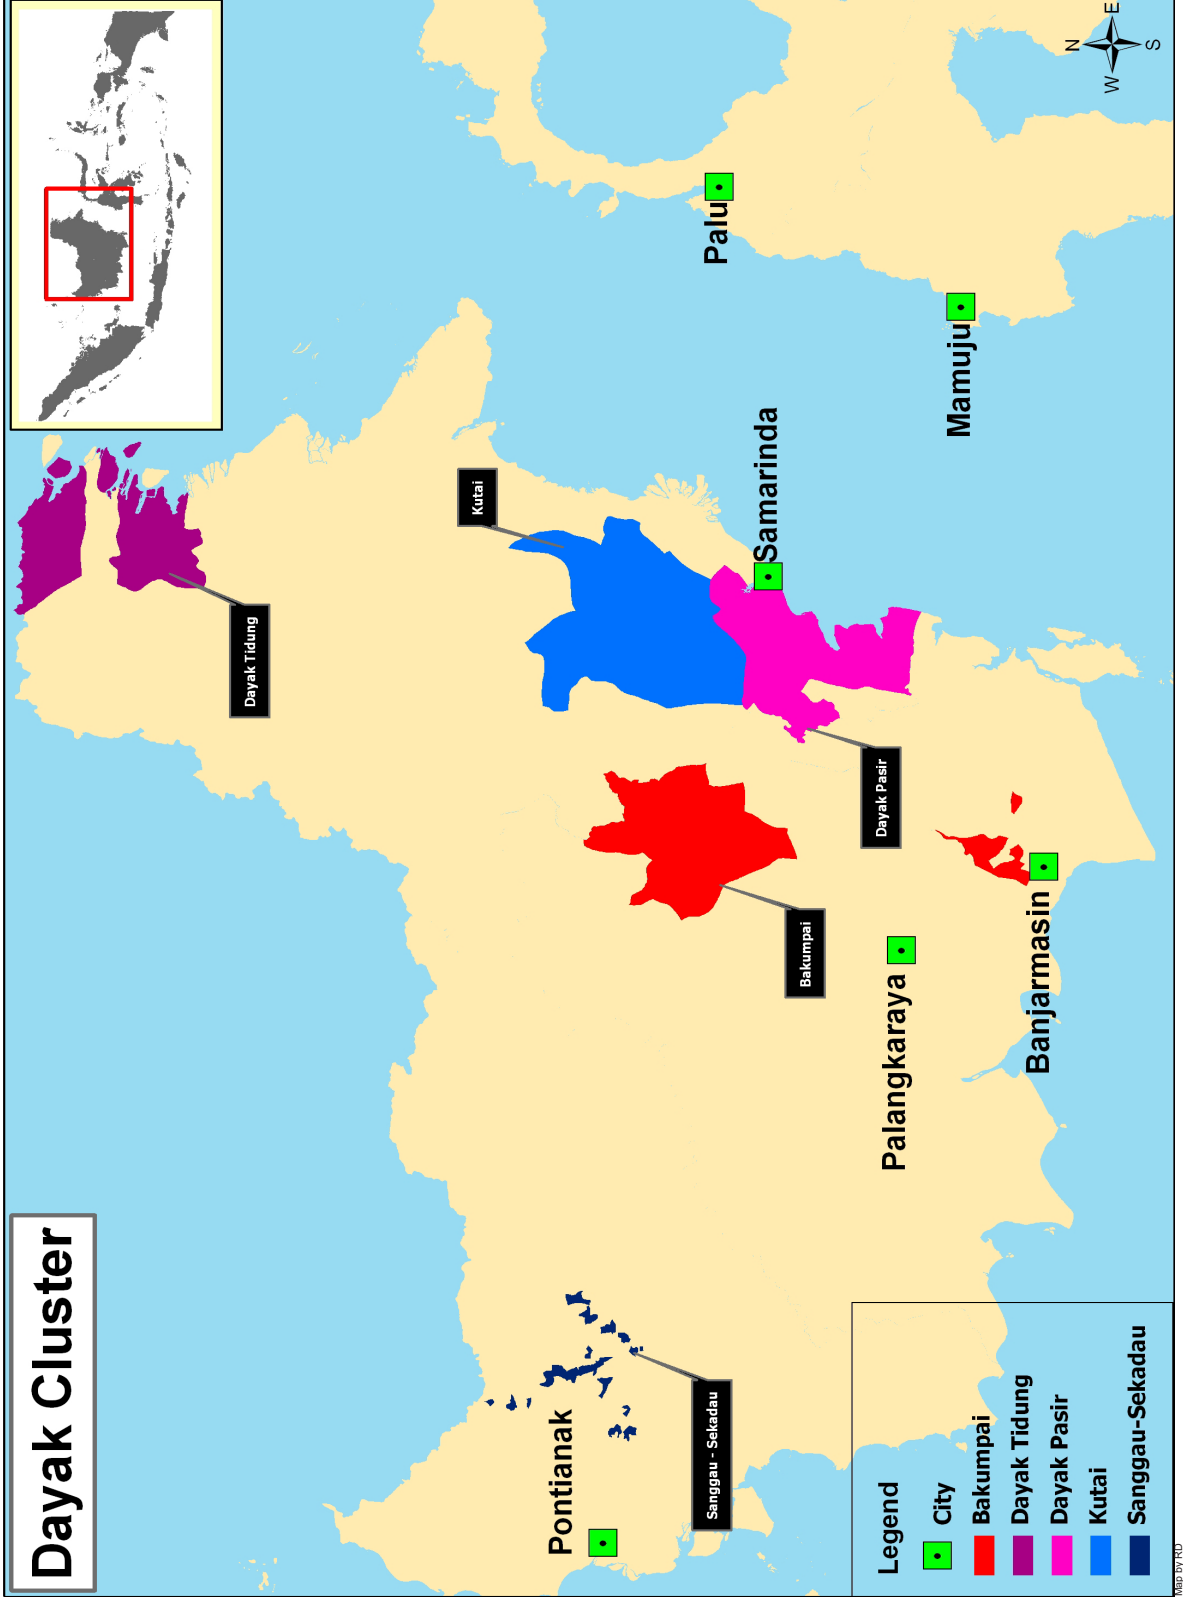 Dayak Cluster
Dayak Tidung
Kutai
Samarinda
Palu
Mamuju
Dayak Pasir
Bakumpai
Palangkaraya
Banjarmasin
Pontianak
Sanggau - Sekadau
N
E
S
W
Legend
City
Bakumpai
Dayak Tidung
Dayak Pasir
Kutai
Sanggau-Sekadau
Map by RD